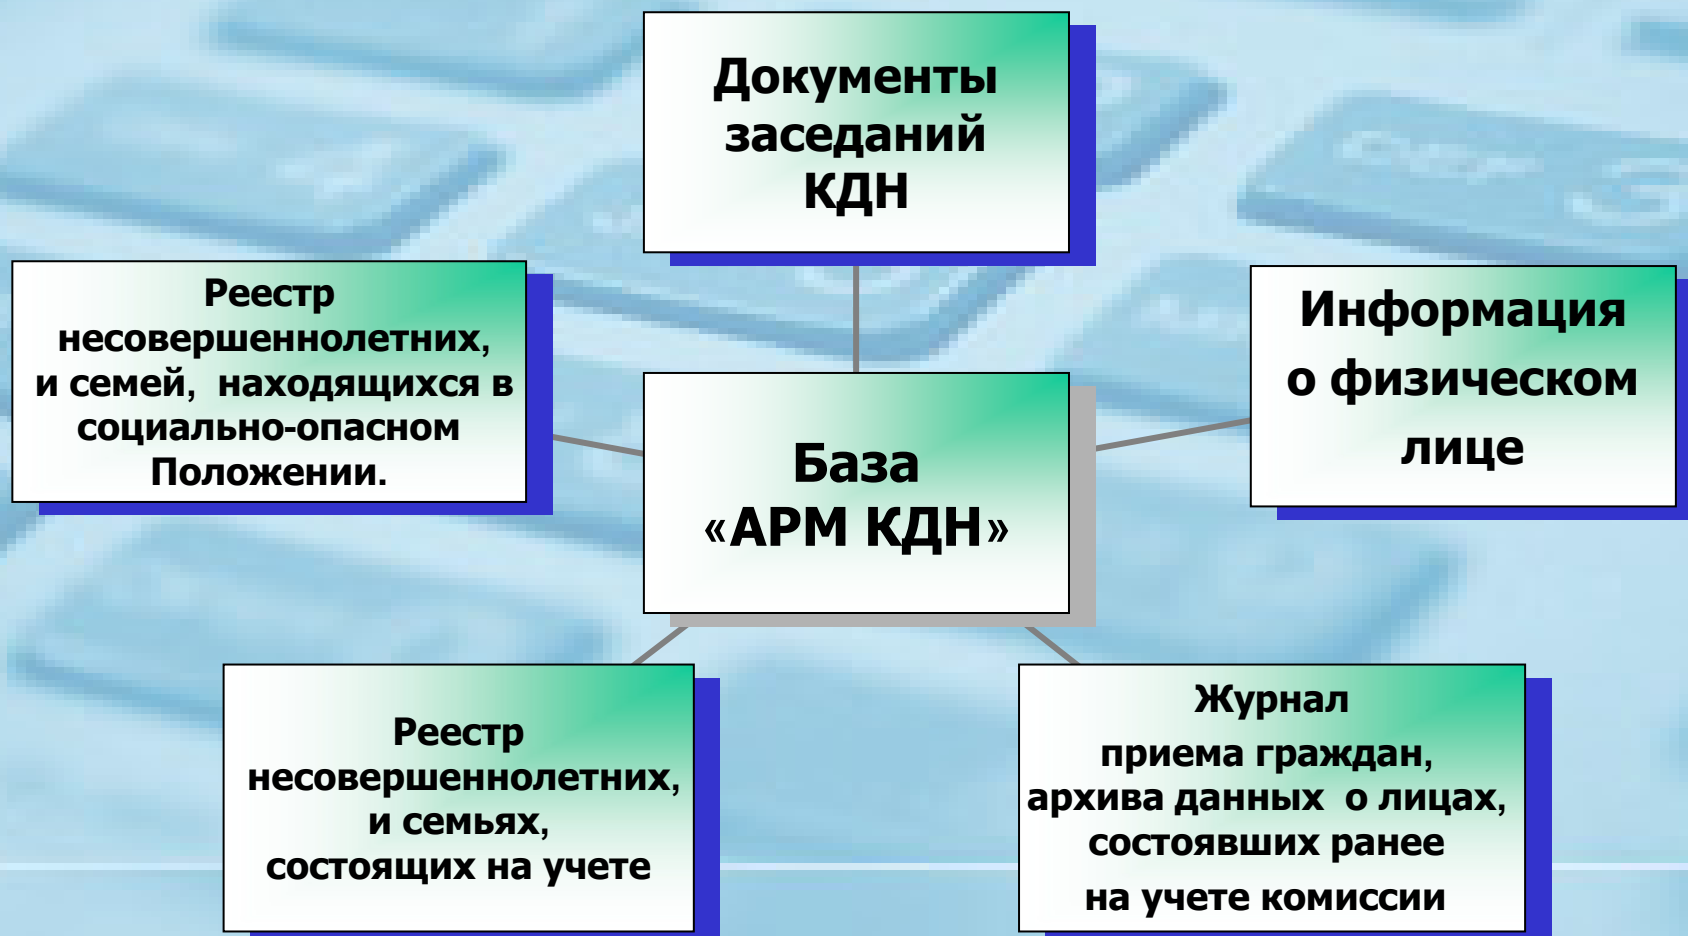 Документы
заседаний
КДН
Реестр
несовершеннолетних,
и семей, находящихся в
социально-опасном
Положении.
Информация
о физическом
лице
База
«АРМ КДН»
Реестр
несовершеннолетних,
и семьях,
состоящих на учете
Журнал
приема граждан,
архива данных о лицах,
состоявших ранее
на учете комиссии